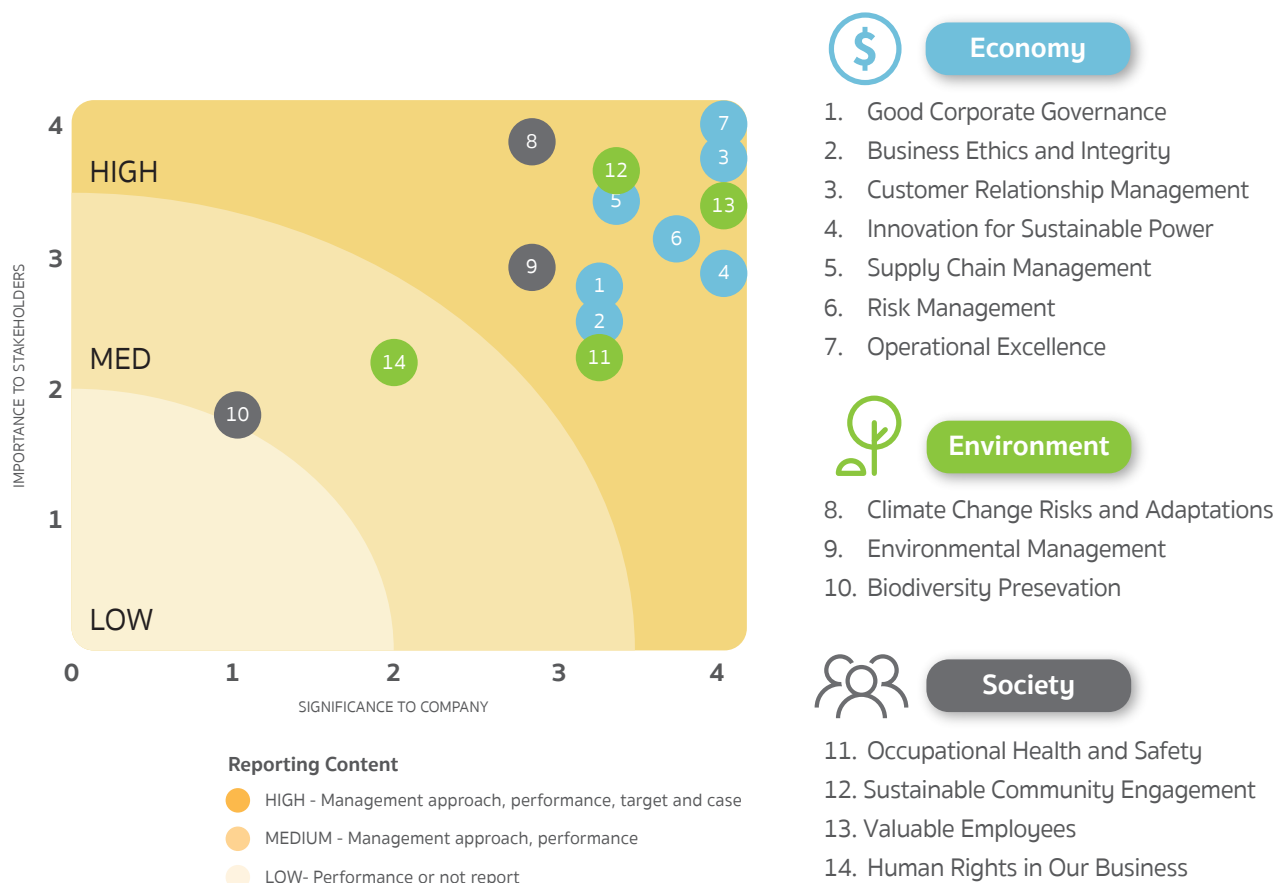 4
3
2
1
IMPORTANCE TO STAKEHOLDERS
HIGH
MED
LOW
8
7
3
12
5
13
6
9
4
1
2
11
14
10
0
1
2
3
4
SIGNIFICANCE TO COMPANY
Reporting Content
HIGH - Management approach, performance, target and case
MEDIUM - Management approach, performance
LOW- Performance or not report
$
Economy
1. Good Corporate Governance
2. Business Ethics and Integrity
3. Customer Relationship Management
4. Innovation for Sustainable Power
5. Supply Chain Management
6. Risk Management
7. Operational Excellence
Environment
8. Climate Change Risks and Adaptations
9. Environmental Management
10. Biodiversity Presevation
Society
11. Occupational Health and Safety
12. Sustainable Community Engagement
13. Valuable Employees
14. Human Rights in Our Business